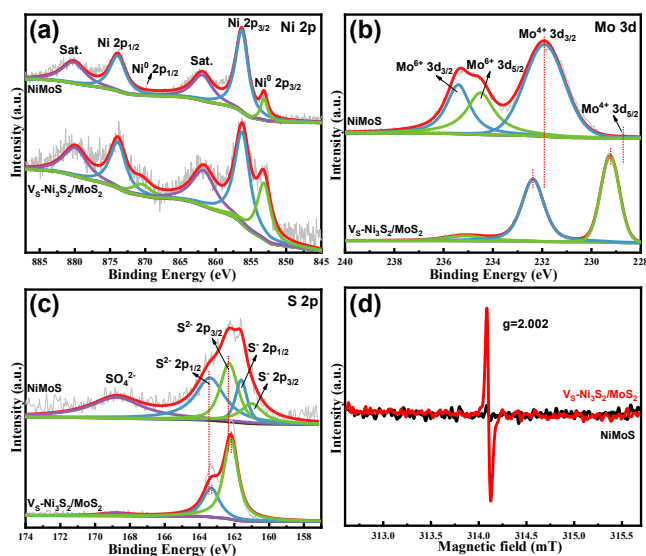 (a)
Ni 2p
Sat.
Ni 2p1/2
Ni⁰ 2p1/2
Sat.
Ni 2p3/2
Ni⁰ 2p3/2
NiMoS
VS-Ni3S2/MoS2
Intensity (a.u.)
885 880 875 870 865 860 855 850 845
Binding Energy (eV)
(b)
Mo 3d
Mo⁴⁺ 3d3/2
Mo⁶⁺ 3d3/2
Mo⁶⁺ 3d5/2
Mo⁴⁺ 3d5/2
NiMoS
VS-Ni3S2/MoS2
Intensity (a.u.)
240 237 234 231 228
Binding Energy (eV)
(c)
S 2p
S²⁻ 2p3/2
S²⁻ 2p1/2
S⁻ 2p1/2
S⁻ 2p3/2
SO4²⁻
NiMoS
VS-Ni3S2/MoS2
Intensity (a.u.)
174 172 170 168 166 164 162 160 158
Binding Energy (eV)
(d)
g=2.002
VS-Ni3S2/MoS2
NiMoS
Intensity (a.u.)
313.0 313.5 314.0 314.5 315.0 315.5
Magnetic field (mT)